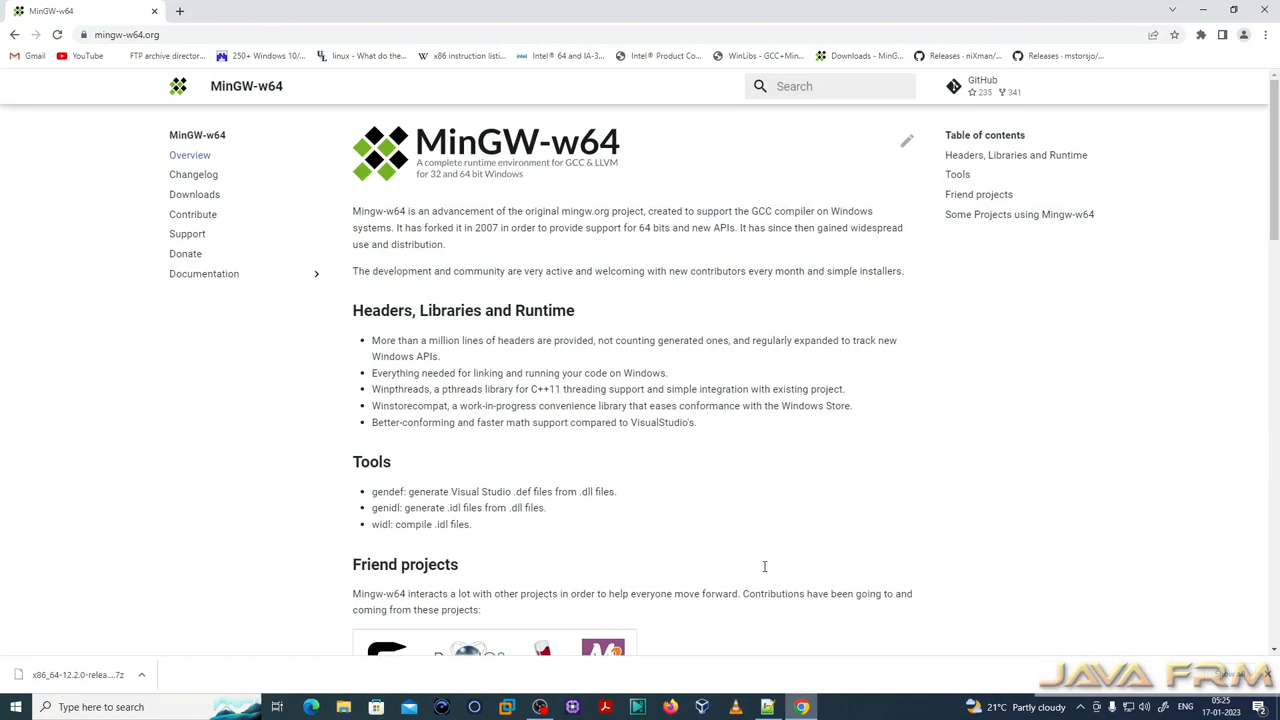 MinGW-w64
mingw-w64.org
Gmail
YouTube
FTP archive director...
250+ Windows 10/...
linux - What do the...
x86 instruction listi...
Intel® 64 and IA-3...
Intel® Product Co...
WinLibs - GCC+Min...
Downloads - MinG...
Releases · niXman/...
Releases · mstorsjo/...
MinGW-w64
Search
GitHub
235 341
MinGW-w64
Overview
Changelog
Downloads
Contribute
Support
Donate
Documentation
MinGW-w64
A complete runtime environment for GCC & LLVM
for 32 and 64 bit Windows
Mingw-w64 is an advancement of the original mingw.org project, created to support the GCC compiler on Windows
systems. It has forked it in 2007 in order to provide support for 64 bits and new APIs. It has since then gained widespread
use and distribution.
The development and community are very active and welcoming with new contributors every month and simple installers.
Headers, Libraries and Runtime
• More than a million lines of headers are provided, not counting generated ones, and regularly expanded to track new
Windows APIs.
• Everything needed for linking and running your code on Windows.
• Winpthreads, a pthreads library for C++11 threading support and simple integration with existing project.
• Winstorecompat, a work-in-progress convenience library that eases conformance with the Windows Store.
• Better-conforming and faster math support compared to VisualStudio's.
Tools
• gendef: generate Visual Studio .def files from .dll files.
• genidl: generate .idl files from .dll files.
• widl: compile .idl files.
Friend projects
Mingw-w64 interacts a lot with other projects in order to help everyone move forward. Contributions have been going to and
coming from these projects:
Table of contents
Headers, Libraries and Runtime
Tools
Friend projects
Some Projects using Mingw-w64
x86_64-12.2.0-relea....7z
JAVA FRM
Type here to search
21°C Partly cloudy
ENG
05:25
17-01-2023